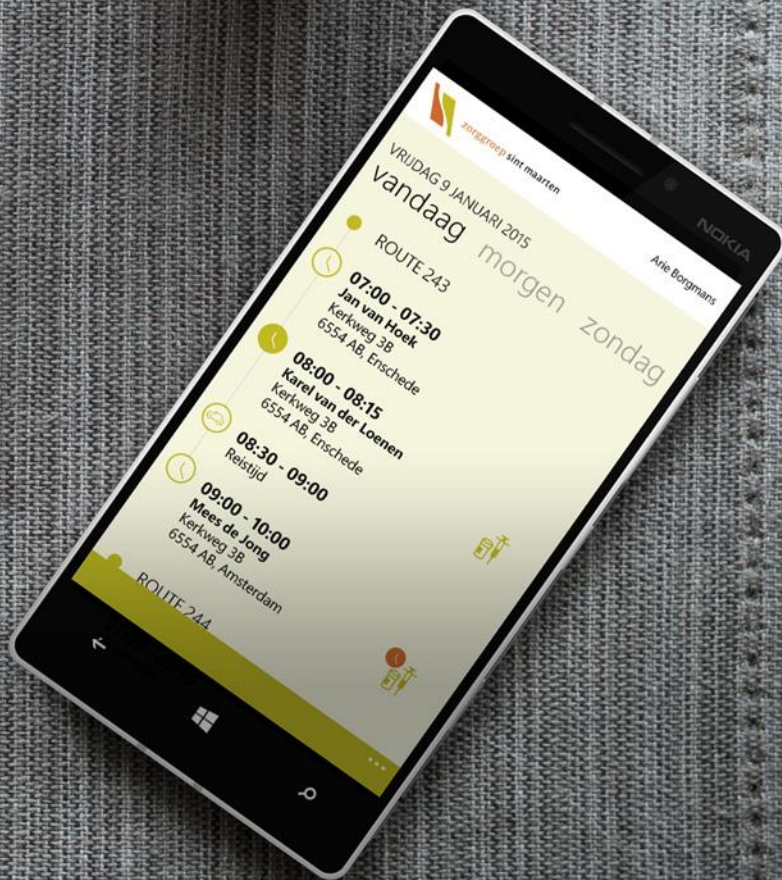 NOKIA
zorggroep sint maarten
Arie Borgmans
VRIJDAG 9 JANUARI 2015
vandaag morgen zondag
ROUTE 243
07:00 - 07:30
Jan van Hoek
Kerkweg 3B
6554 AB, Enschede
08:00 - 08:15
Karel van der Loenen
Kerkweg 3B
6554 AB, Enschede
08:30 - 09:00
Reistijd
09:00 - 10:00
Mees de Jong
Kerkweg 3B
6554 AB, Amsterdam
ROUTE 244